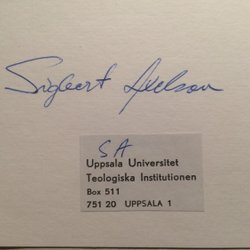 Sigbert Axelson
SA
Uppsala Universitet
Teologiska Institutionen
Box 511
751 20 UPPSALA 1